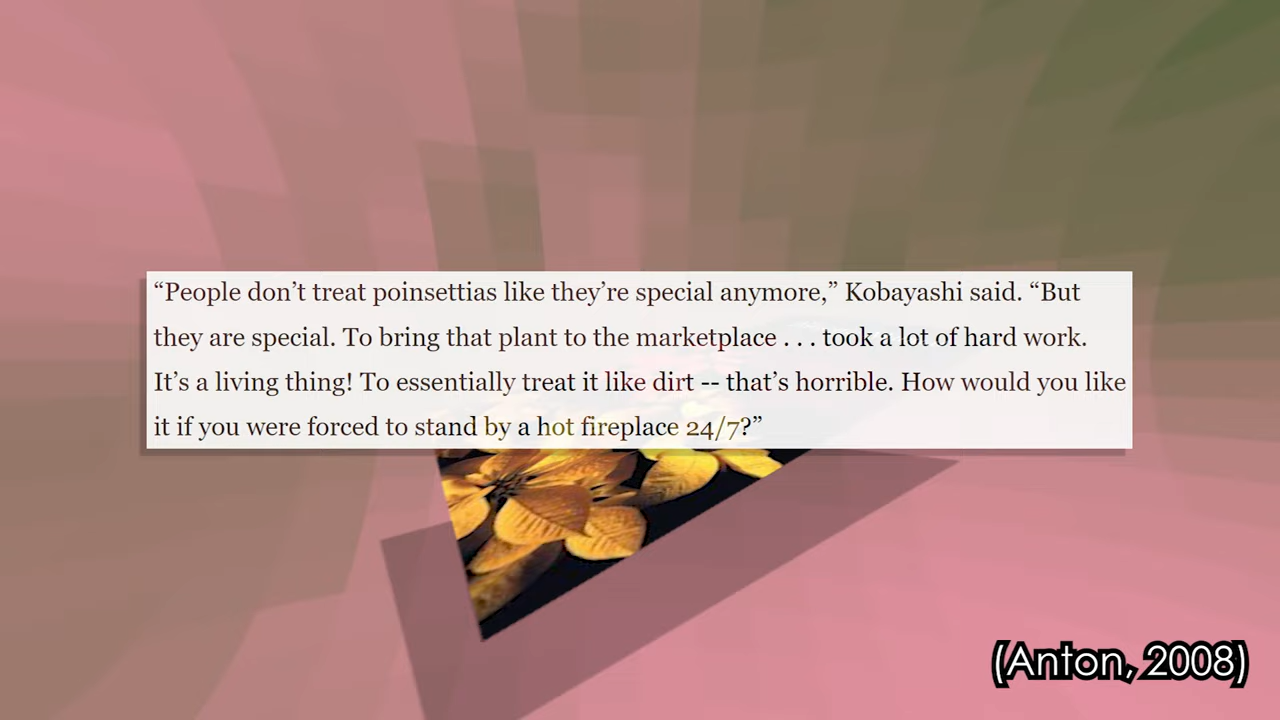 “People don’t treat poinsettias like they’re special anymore,” Kobayashi said. “But
they are special. To bring that plant to the marketplace . . . took a lot of hard work.
It’s a living thing! To essentially treat it like dirt -- that’s horrible. How would you like
it if you were forced to stand by a hot fireplace 24/7?”
(Anton, 2008)